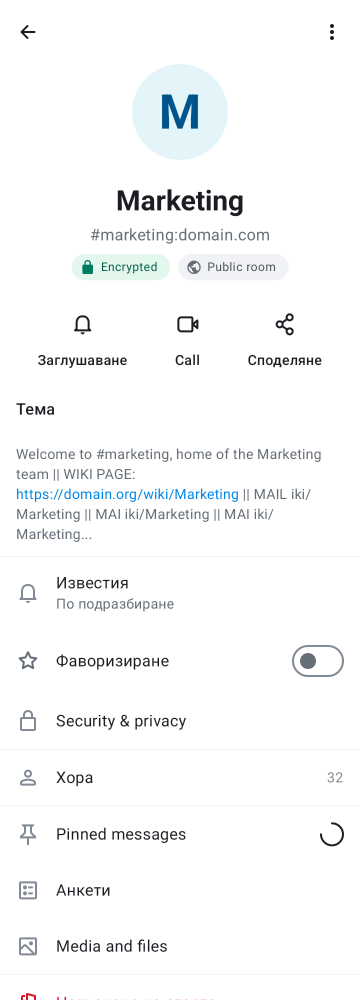 M
Marketing
#marketing:domain.com
Encrypted
Public room
Заглушаване
Call
Споделяне
Тема
Welcome to #marketing, home of the Marketing
team || WIKI PAGE:
https://domain.org/wiki/Marketing || MAIL iki/
Marketing || MAI iki/Marketing || MAI iki/
Marketing...
Известия
По подразбиране
Фаворизиране
Security & privacy
Хора 32
Pinned messages
Анкети
Media and files